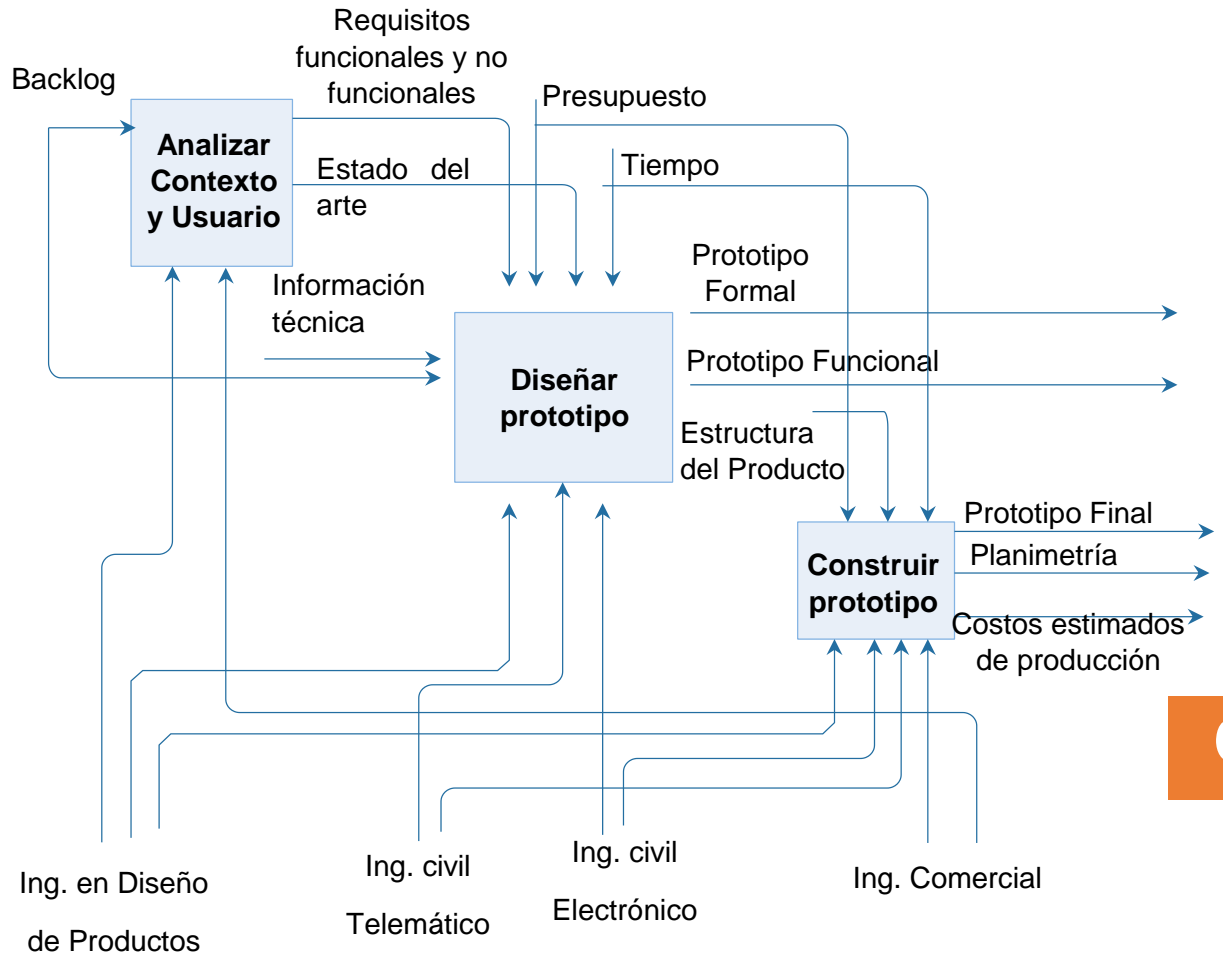 Requisitos
funcionales y no
funcionales
Backlog
Presupuesto
Analizar
Contexto
y Usuario
Estado del
arte
Tiempo
Prototipo
Formal
Información
técnica
Prototipo Funcional
Diseñar
prototipo
Estructura
del Producto
Prototipo Final
Planimetría
Construir
prototipo
Costos estimados
de producción
Ing. en Diseño
de Productos
Ing. civil
Telemático
Ing. civil
Electrónico
Ing. Comercial